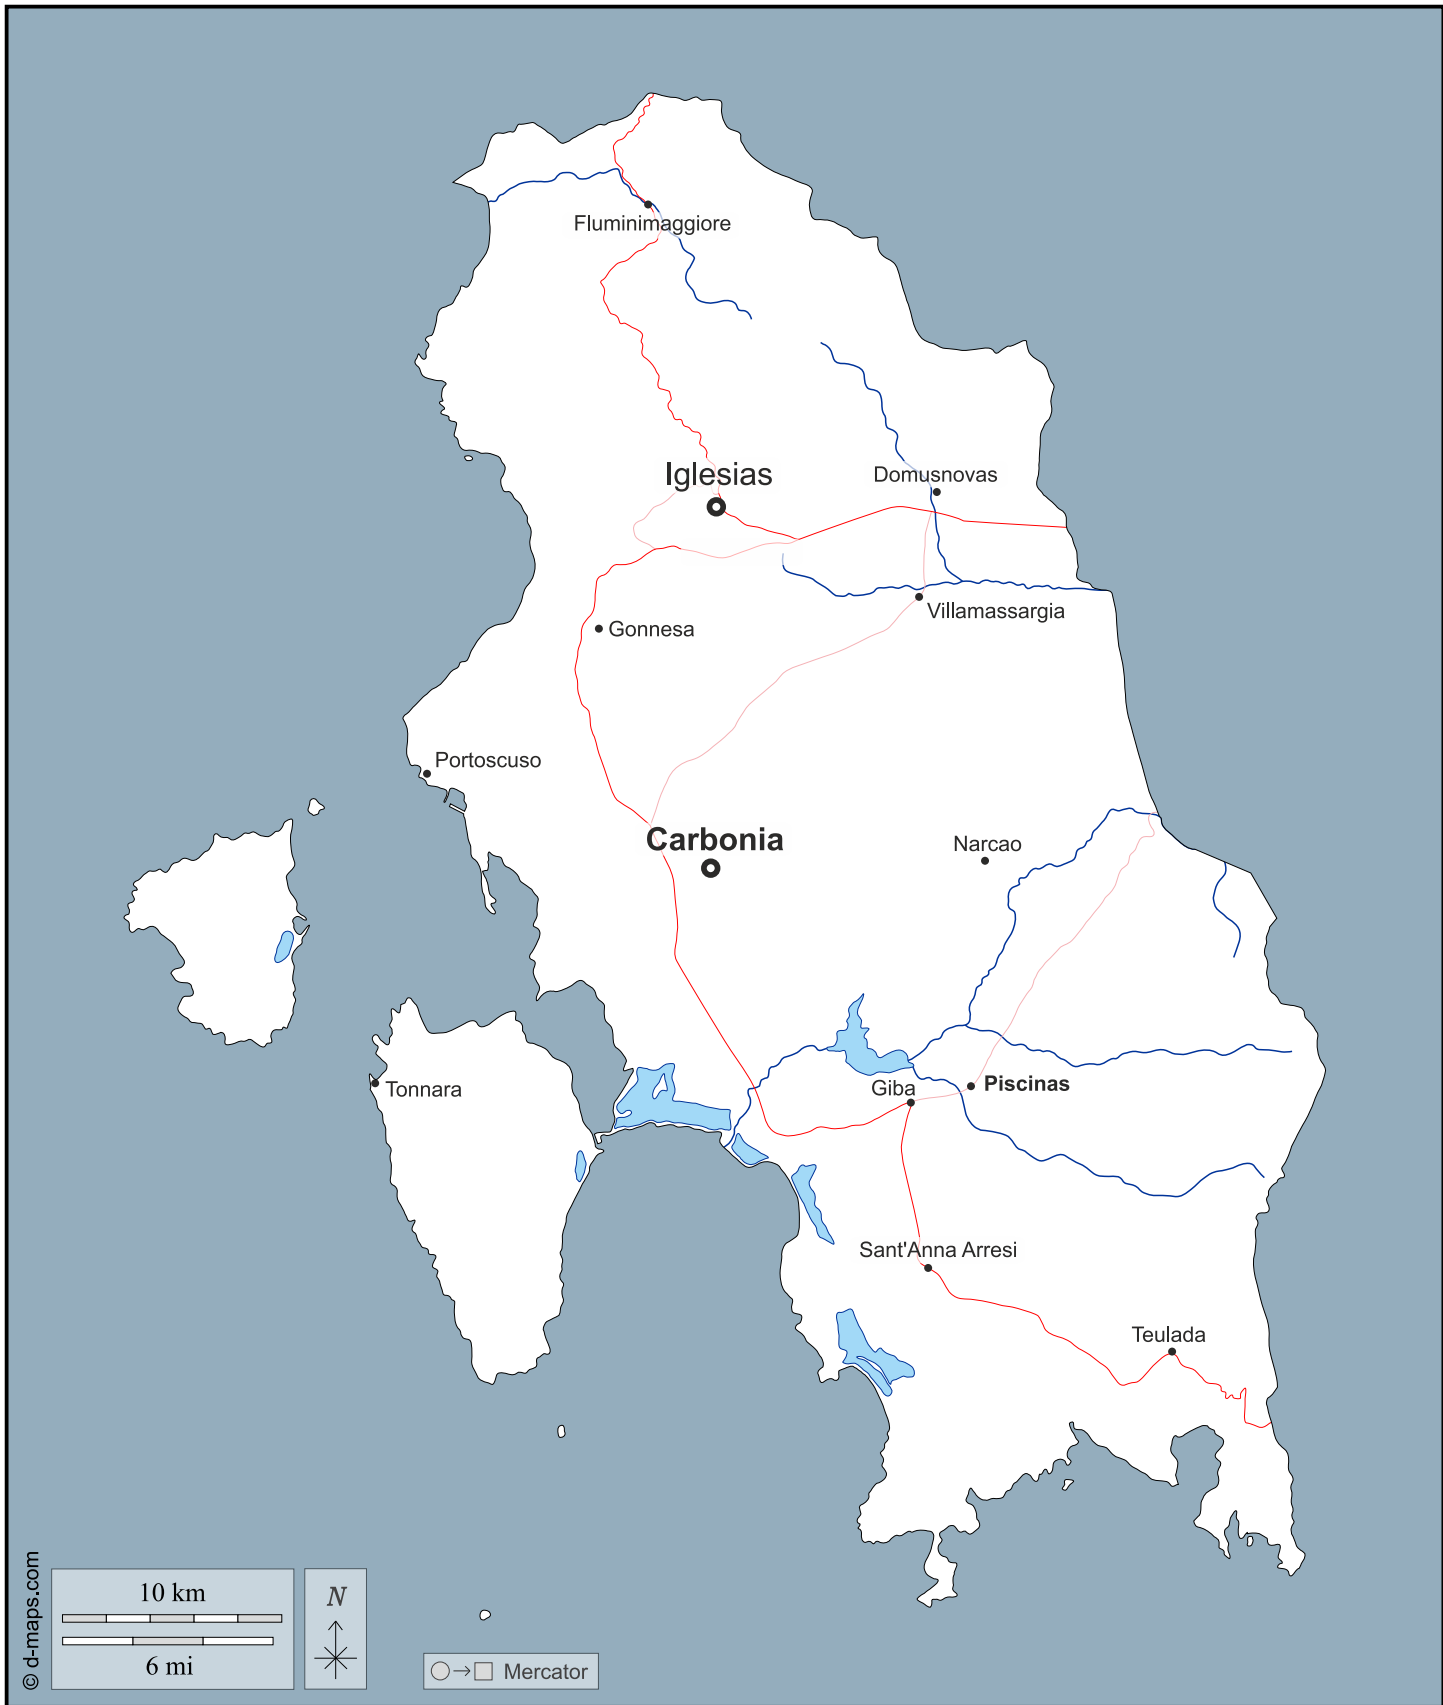 Fluminimaggiore
Iglesias
Domusnovas
Villamassargia
Gonnesa
Portoscuso
Carbonia
Narcao
Tonnara
Giba
Piscinas
Sant'Anna Arresi
Teulada
© d-maps.com
10 km
6 mi
N
Mercator